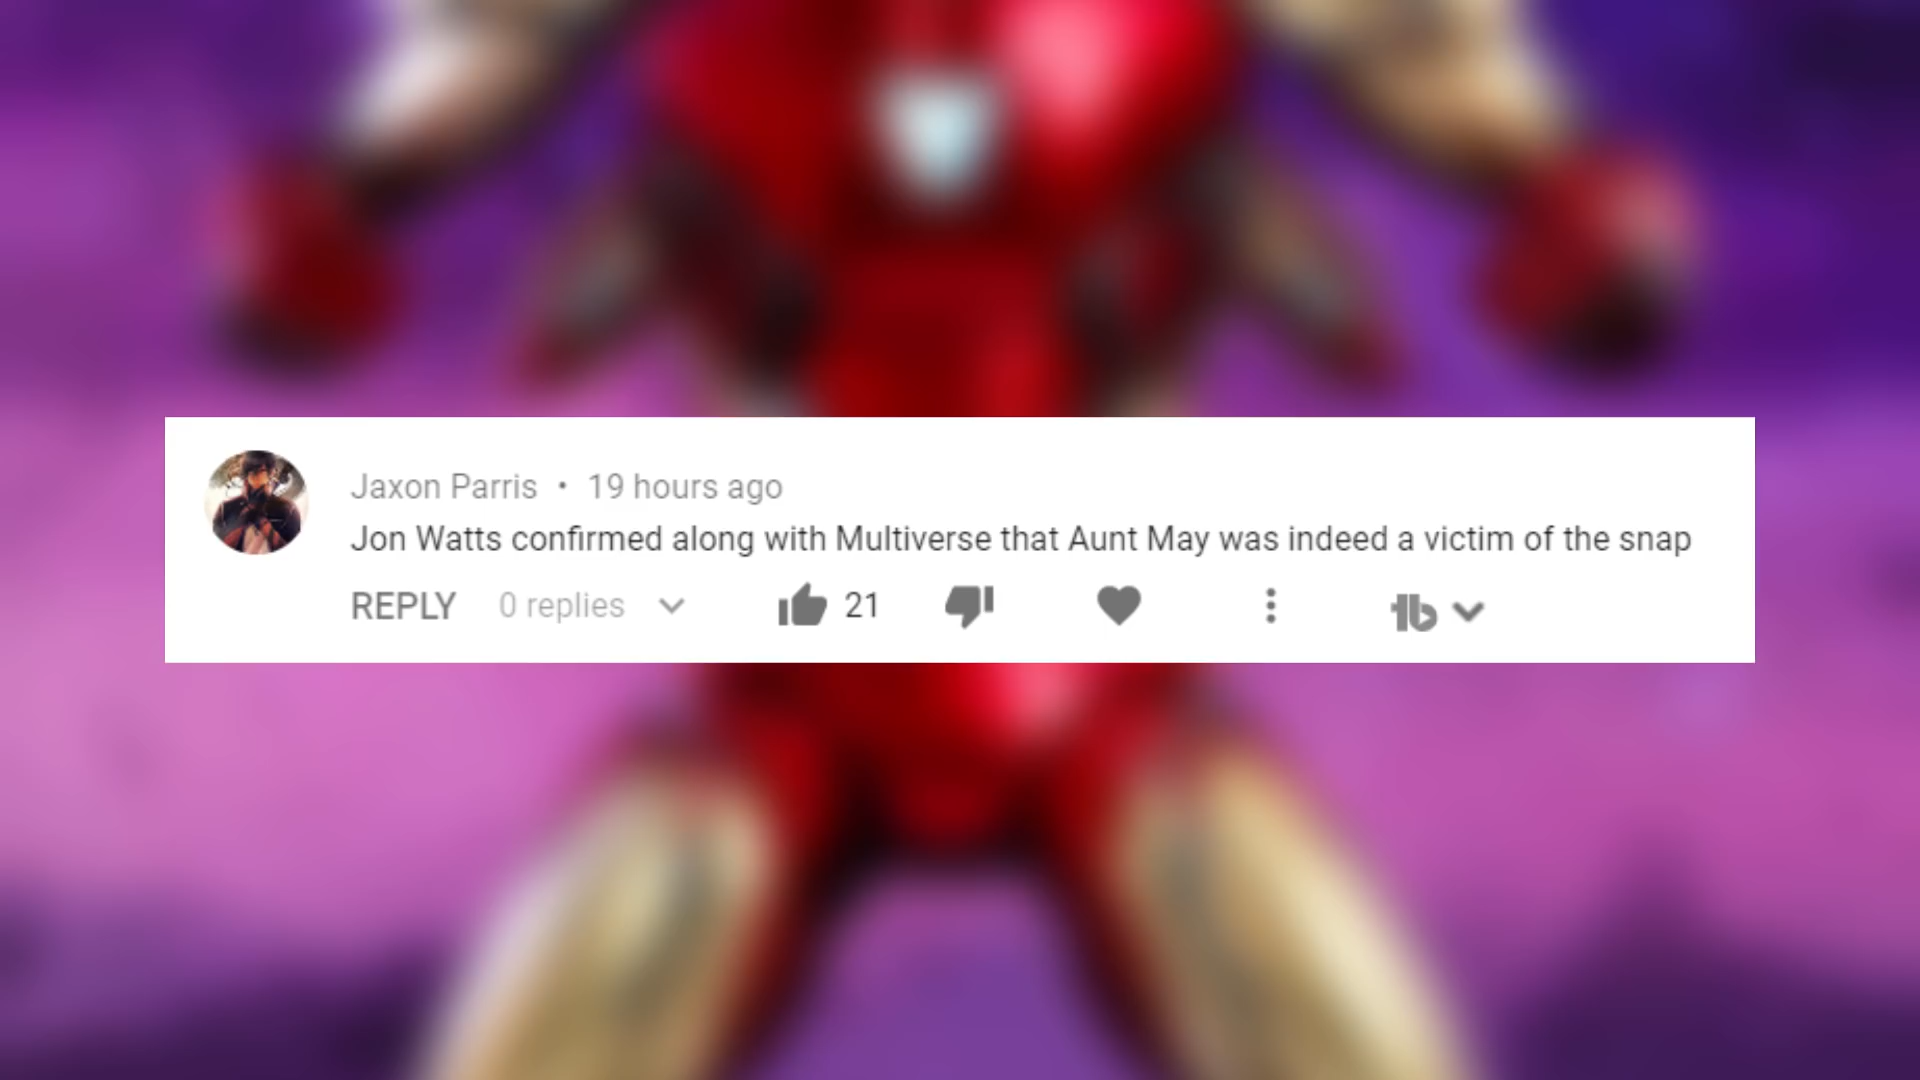 Jaxon Parris • 19 hours ago
Jon Watts confirmed along with Multiverse that Aunt May was indeed a victim of the snap
REPLY 0 replies 21